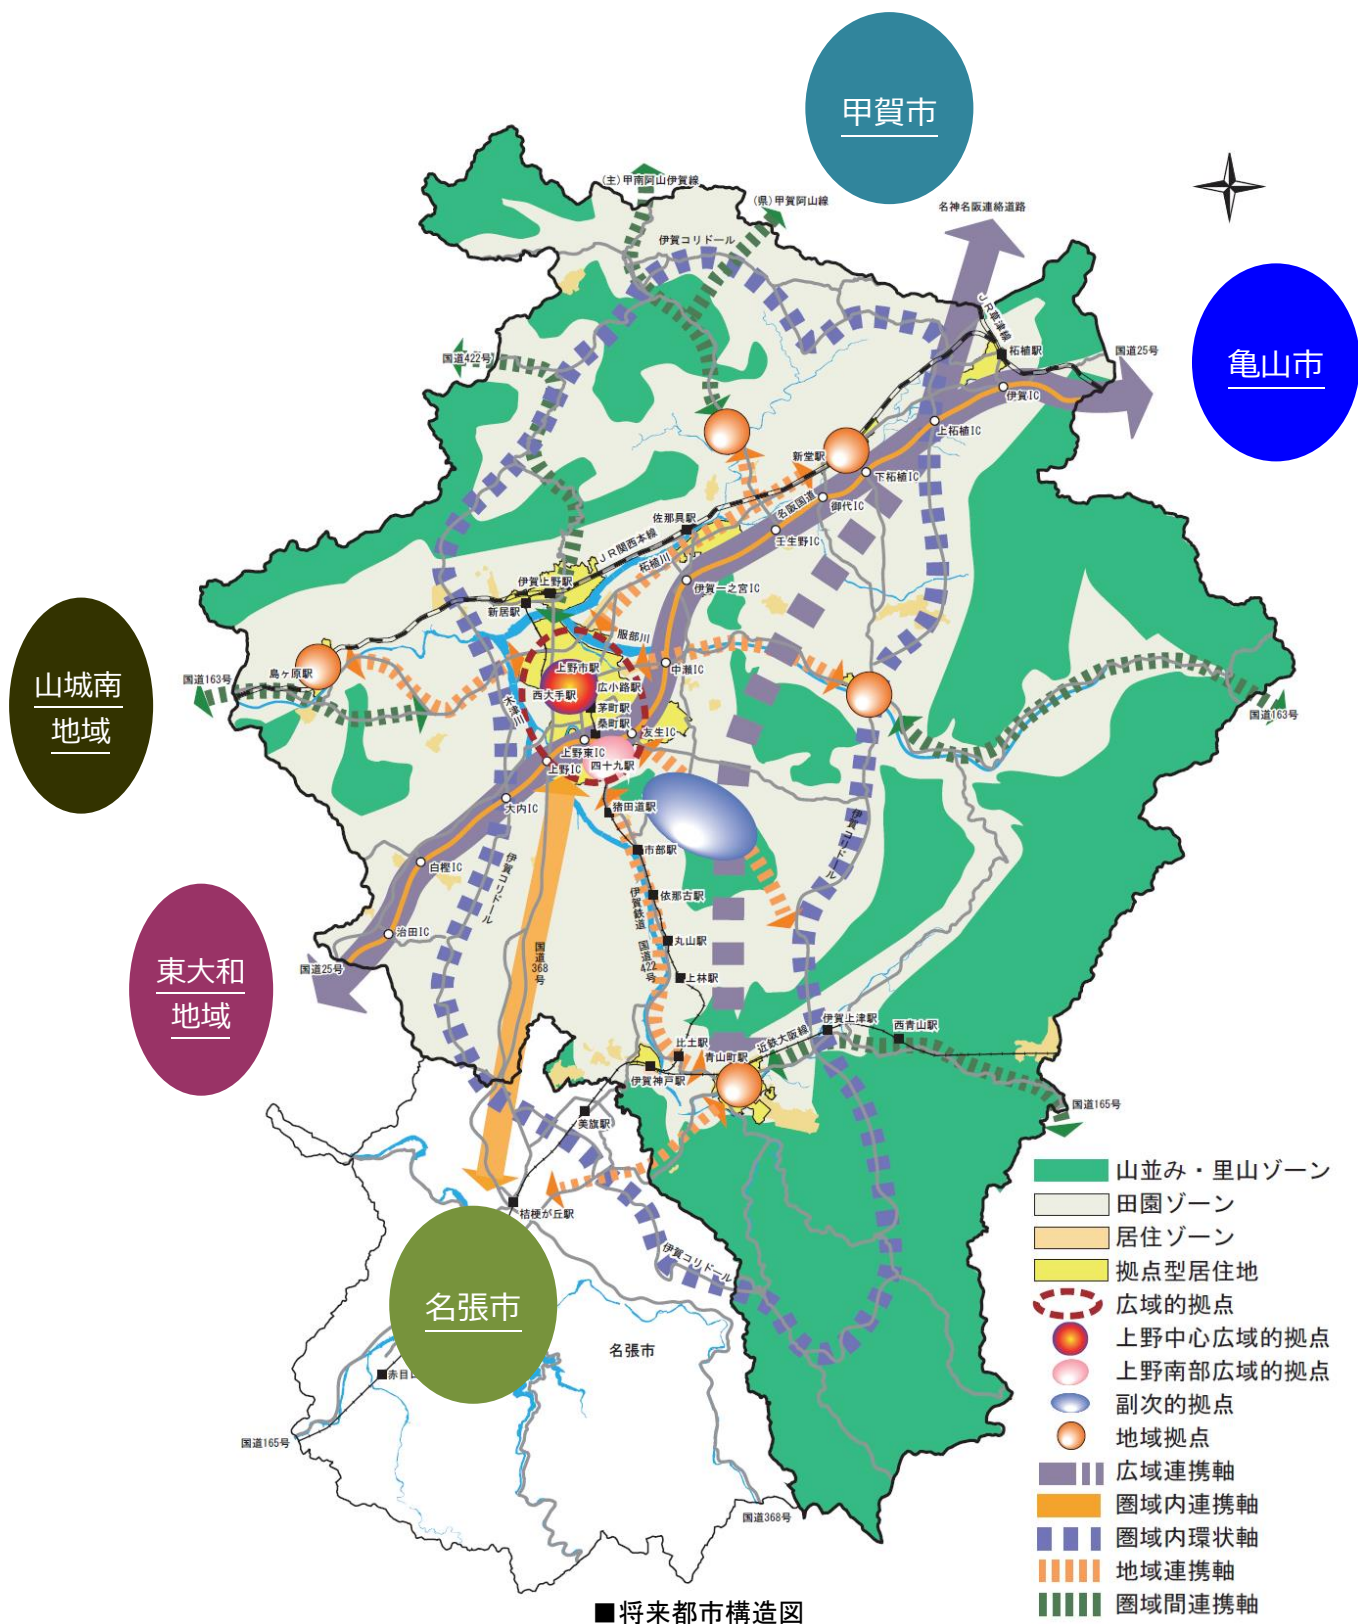 甲賀市
(主)甲南阿山伊賀線
(県)甲賀阿山線
名神名阪連絡道路
伊賀コリドール
JR草津線
柘植駅
国道25号
亀山市
国道422号
伊賀IC
上柘植IC
新堂駅
下柘植IC
名阪国道
御代IC
佐那具駅
壬生野IC
JR関西本線
柘植川
伊賀一之宮IC
伊賀上野駅
新居駅
服部川
中瀬IC
山城南
地域
島ヶ原駅
国道163号
上野市駅
西大手駅
広小路駅
木津川
茅町駅
桑町駅
友生IC
国道163号
上野東IC
上野IC
四十九駅
大内IC
猪田道駅
伊賀コリドール
市部駅
白樫IC
伊賀コリドール
依那古駅
伊賀鉄道
国道422号
丸山駅
治田IC
国道25号
国道368号
上林駅
東大和
地域
伊賀上津駅
西青山駅
近鉄大阪線
比土駅
青山町駅
伊賀神戸駅
国道165号
美旗駅
桔梗が丘駅
伊賀コリドール
名張市
名張市
赤目口
国道165号
国道368号
山並み・里山ゾーン
田園ゾーン
居住ゾーン
拠点型居住地
広域的拠点
上野中心広域的拠点
上野南部広域的拠点
副次的拠点
地域拠点
広域連携軸
圏域内連携軸
圏域内環状軸
地域連携軸
圏域間連携軸
■将来都市構造図